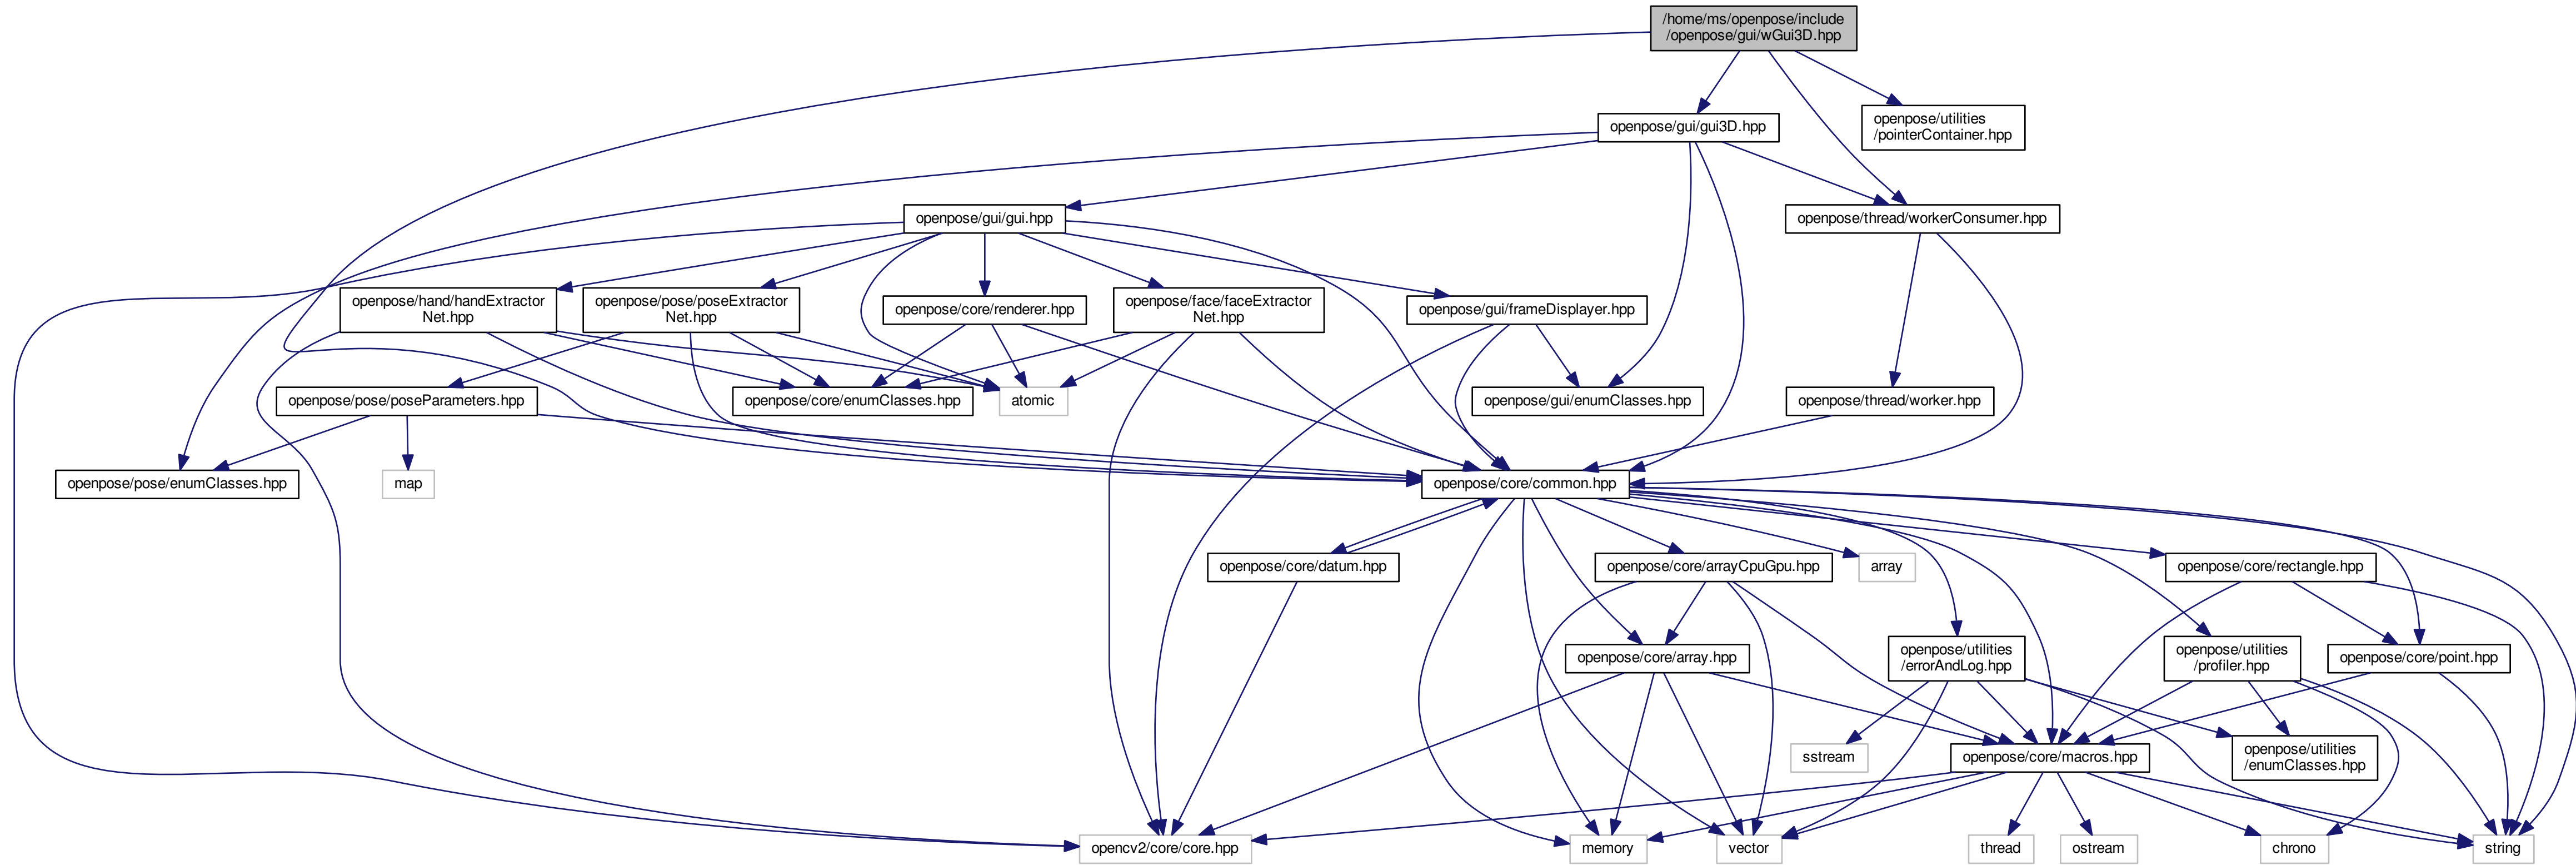 /home/ms/openpose/include
/openpose/gui/wGui3D.hpp
openpose/gui/gui3D.hpp
openpose/utilities
/pointerContainer.hpp
openpose/gui/gui.hpp
openpose/thread/workerConsumer.hpp
openpose/hand/handExtractor
Net.hpp
openpose/pose/poseExtractor
Net.hpp
openpose/core/renderer.hpp
openpose/face/faceExtractor
Net.hpp
openpose/gui/frameDisplayer.hpp
openpose/pose/poseParameters.hpp
openpose/core/enumClasses.hpp
atomic
openpose/gui/enumClasses.hpp
openpose/thread/worker.hpp
openpose/pose/enumClasses.hpp
map
openpose/core/common.hpp
openpose/core/datum.hpp
openpose/core/arrayCpuGpu.hpp
array
openpose/core/rectangle.hpp
openpose/core/array.hpp
openpose/utilities
/errorAndLog.hpp
openpose/utilities
/profiler.hpp
openpose/core/point.hpp
sstream
openpose/core/macros.hpp
openpose/utilities
/enumClasses.hpp
opencv2/core/core.hpp
memory
vector
thread
ostream
chrono
string